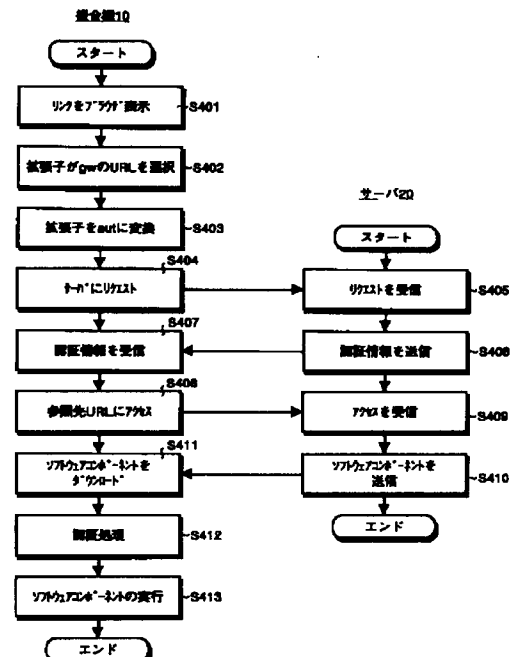 複合機10
スタート
リンクをブラウザ表示
S401
拡張子がgwのURLを選択
S402
拡張子をautに変換
S403
S404
サーバにリクエスト
S407
認証情報を受信
S408
参照先URLにアクセス
S411
ソフトウェアコンポーネントを
ダウンロード
認証処理
S412
ソフトウェアコンポーネントの実行
S413
エンド
サーバ20
スタート
リクエストを受信
S405
認証情報を送信
S406
アクセスを受信
S409
ソフトウェアコンポーネントを
送信
S410
エンド